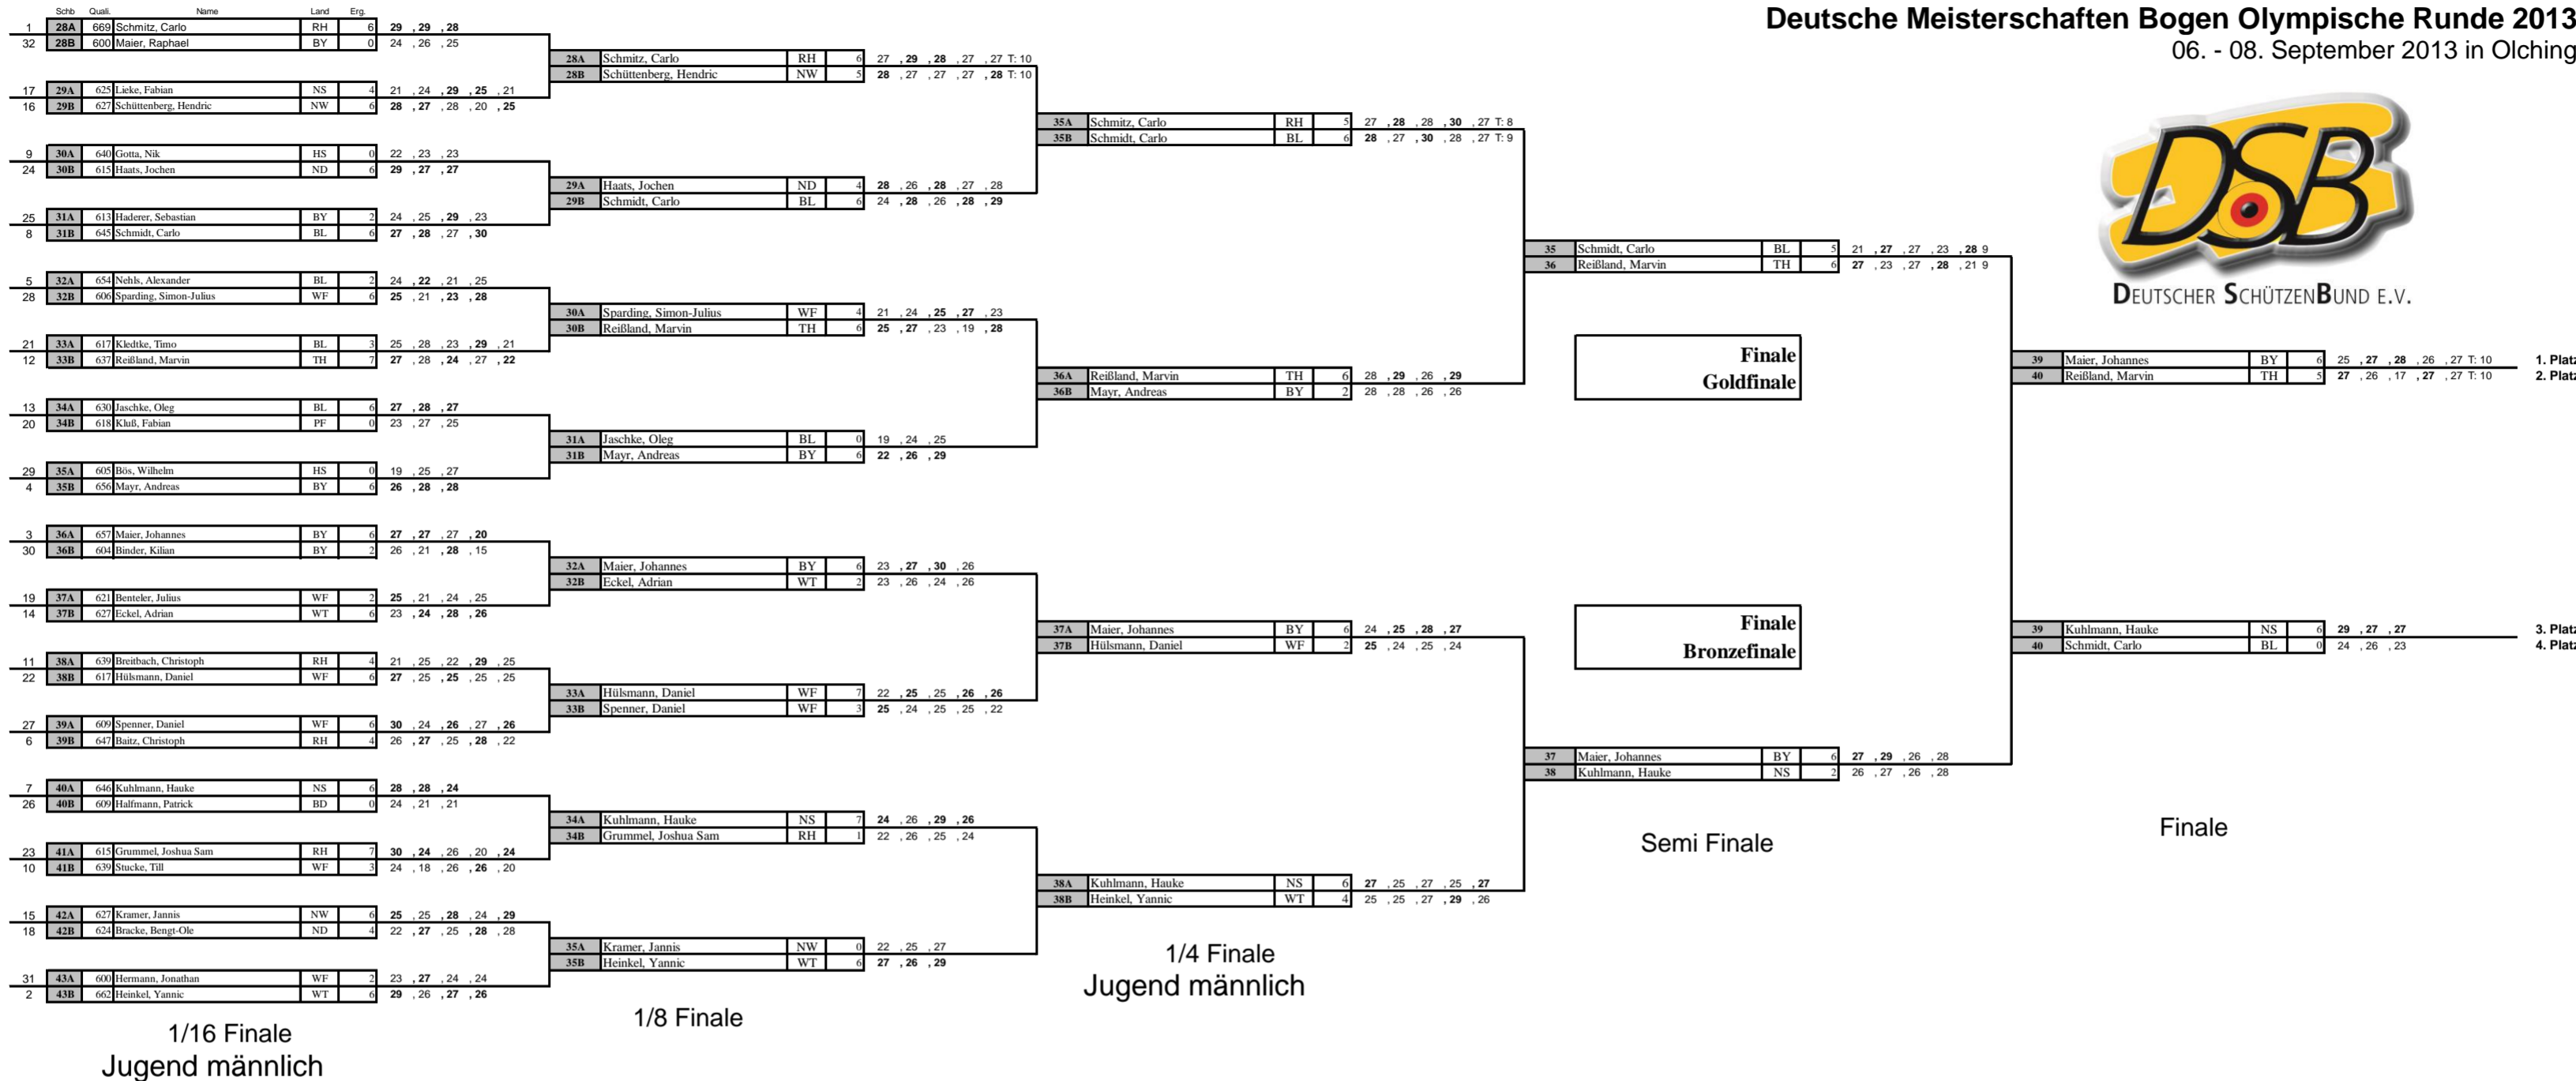 Deutsche Meisterschaften Bogen Olympische Runde 2013
06. - 08. September 2013 in Olching
DSB
DEUTSCHER SCHÜTZENBUND E.V.
Schb Quali. Name Land Erg.
1 28A 669 Schmitz, Carlo RH 6 29 , 29 , 28
32 28B 600 Maier, Raphael BY 0 24 , 26 , 25
17 29A 625 Lieke, Fabian NS 4 21 , 24 , 29 , 25 , 21
16 29B 627 Schüttenberg, Hendric NW 6 28 , 27 , 28 , 20 , 25
9 30A 640 Gotta, Nik HS 0 22 , 23 , 23
24 30B 615 Haats, Jochen ND 6 29 , 27 , 27
25 31A 613 Haderer, Sebastian BY 2 24 , 25 , 29 , 23
8 31B 645 Schmidt, Carlo BL 6 27 , 28 , 27 , 30
5 32A 654 Nehls, Alexander BL 2 24 , 22 , 21 , 25
28 32B 606 Sparding, Simon-Julius WF 6 25 , 21 , 23 , 28
21 33A 617 Kledtke, Timo BL 3 25 , 28 , 23 , 29 , 21
12 33B 637 Reißland, Marvin TH 7 27 , 28 , 24 , 27 , 22
13 34A 630 Jaschke, Oleg BL 6 27 , 28 , 27
20 34B 618 Kluß, Fabian PF 0 23 , 27 , 25
29 35A 605 Bös, Wilhelm HS 0 19 , 25 , 27
4 35B 656 Mayr, Andreas BY 6 26 , 28 , 28
3 36A 657 Maier, Johannes BY 6 27 , 27 , 27 , 20
30 36B 604 Binder, Kilian BY 2 26 , 21 , 28 , 15
19 37A 621 Benteler, Julius WF 2 25 , 21 , 24 , 25
14 37B 627 Eckel, Adrian WT 6 23 , 24 , 28 , 26
11 38A 639 Breitbach, Christoph RH 4 21 , 25 , 22 , 29 , 25
22 38B 617 Hülsmann, Daniel WF 6 27 , 25 , 25 , 25 , 25
27 39A 609 Spenner, Daniel WF 6 30 , 24 , 26 , 27 , 26
6 39B 647 Baitz, Christoph RH 4 26 , 27 , 25 , 28 , 22
7 40A 646 Kuhlmann, Hauke NS 6 28 , 28 , 24
26 40B 609 Halfmann, Patrick BD 0 24 , 21 , 21
23 41A 615 Grummel, Joshua Sam RH 7 30 , 24 , 26 , 20 , 24
10 41B 639 Stucke, Till WF 3 24 , 18 , 26 , 26 , 20
15 42A 627 Kramer, Jannis NW 6 25 , 25 , 28 , 24 , 29
18 42B 624 Bracke, Bengt-Ole ND 4 22 , 27 , 25 , 28 , 28
31 43A 600 Hermann, Jonathan WF 2 23 , 27 , 24 , 24
2 43B 662 Heinkel, Yannic WT 6 29 , 26 , 27 , 26
1/16 Finale
Jugend männlich
28A Schmitz, Carlo RH 6 27 , 29 , 28 , 27 , 27 T: 10
28B Schüttenberg, Hendric NW 5 28 , 27 , 27 , 27 , 28 T: 10
29A Haats, Jochen ND 4 28 , 26 , 28 , 27 , 28
29B Schmidt, Carlo BL 6 24 , 28 , 26 , 28 , 29
30A Sparding, Simon-Julius WF 4 21 , 24 , 25 , 27 , 23
30B Reißland, Marvin TH 6 25 , 27 , 23 , 19 , 28
31A Jaschke, Oleg BL 0 19 , 24 , 25
31B Mayr, Andreas BY 6 22 , 26 , 29
32A Maier, Johannes BY 6 23 , 27 , 30 , 26
32B Eckel, Adrian WT 2 23 , 26 , 24 , 26
33A Hülsmann, Daniel WF 7 22 , 25 , 25 , 26 , 26
33B Spenner, Daniel WF 3 25 , 24 , 25 , 25 , 22
34A Kuhlmann, Hauke NS 7 24 , 26 , 29 , 26
34B Grummel, Joshua Sam RH 1 22 , 26 , 25 , 24
35A Kramer, Jannis NW 0 22 , 25 , 27
35B Heinkel, Yannic WT 6 27 , 26 , 29
1/8 Finale
35A Schmitz, Carlo RH 5 27 , 28 , 28 , 30 , 27 T: 8
35B Schmidt, Carlo BL 6 28 , 27 , 30 , 28 , 27 T: 9
36A Reißland, Marvin TH 6 28 , 29 , 26 , 29
36B Mayr, Andreas BY 2 28 , 28 , 26 , 26
37A Maier, Johannes BY 6 24 , 25 , 28 , 27
37B Hülsmann, Daniel WF 2 25 , 24 , 25 , 24
38A Kuhlmann, Hauke NS 6 27 , 25 , 27 , 25 , 27
38B Heinkel, Yannic WT 4 25 , 25 , 27 , 29 , 26
1/4 Finale
Jugend männlich
35 Schmidt, Carlo BL 5 21 , 27 , 27 , 23 , 28 9
36 Reißland, Marvin TH 6 27 , 23 , 27 , 28 , 21 9
Finale
Goldfinale
Finale
Bronzefinale
37 Maier, Johannes BY 6 27 , 29 , 26 , 28
38 Kuhlmann, Hauke NS 2 26 , 27 , 26 , 28
Semi Finale
39 Maier, Johannes BY 6 25 , 27 , 28 , 26 , 27 T: 10 1. Platz
40 Reißland, Marvin TH 5 27 , 26 , 17 , 27 , 27 T: 10 2. Platz
39 Kuhlmann, Hauke NS 6 29 , 27 , 27 3. Platz
40 Schmidt, Carlo BL 0 24 , 26 , 23 4. Platz
Finale